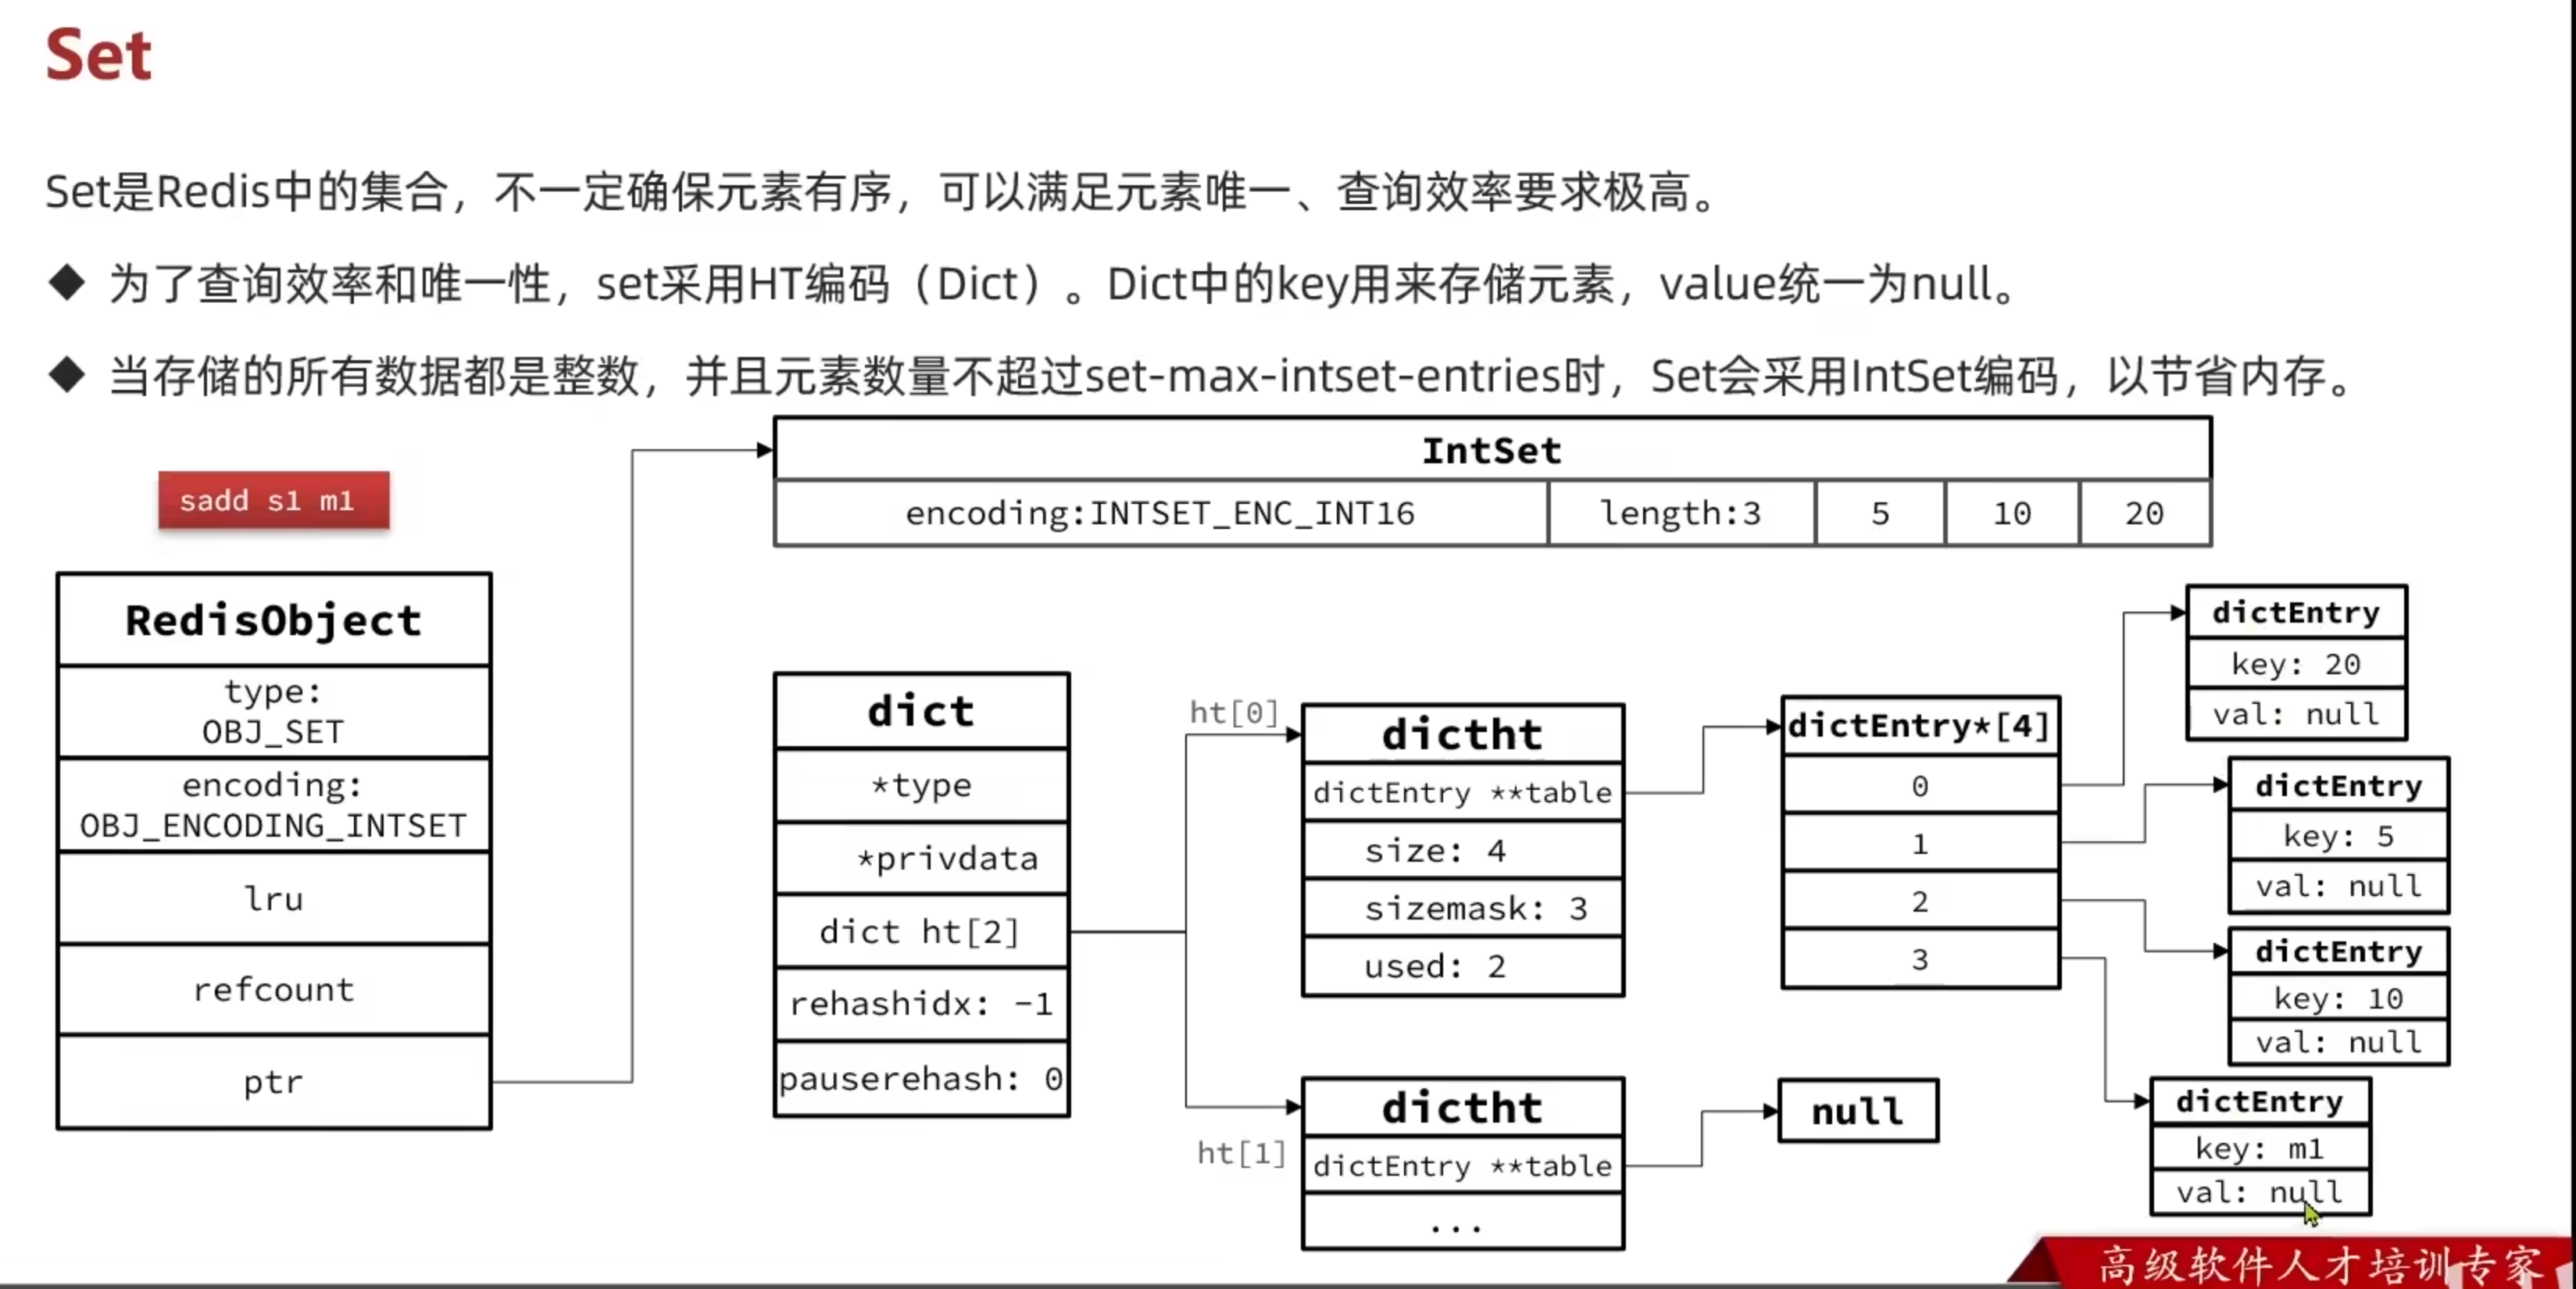 Set
Set是Redis中的集合，不一定确保元素有序，可以满足元素唯一、查询效率要求极高。
◆ 为了查询效率和唯一性，set采用HT编码（Dict）。Dict中的key用来存储元素，value统一为null。
◆ 当存储的所有数据都是整数，并且元素数量不超过set-max-intset-entries时，Set会采用IntSet编码，以节省内存。
sadd s1 m1
RedisObject
type:
OBJ_SET
encoding:
OBJ_ENCODING_INTSET
lru
refcount
ptr
IntSet
encoding:INTSET_ENC_INT16
length:3
5
10
20
dict
*type
*privdata
dict ht[2]
rehashidx: -1
pauserehash: 0
ht[0]
dictht
dictEntry **table
size: 4
sizemask: 3
used: 2
ht[1]
dictht
dictEntry **table
...
dictEntry*[4]
0
1
2
3
null
dictEntry
key: 20
val: null
dictEntry
key: 5
val: null
dictEntry
key: 10
val: null
dictEntry
key: m1
val: null
高级软件人才培训专家